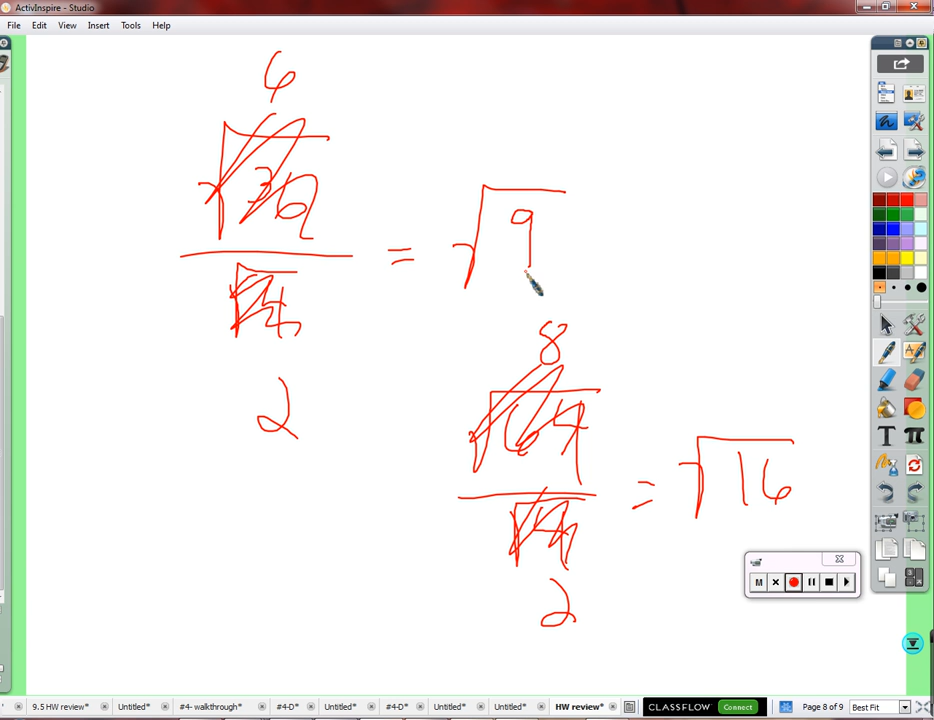 ActivInspire - Studio
File Edit View Insert Tools Help
6
√36
= √9
√4
2
8
√64
= √16
√4
2
M
9.5 HW review* Untitled* #4- walkthrough* #4-D* Untitled* #4-D* Untitled* Untitled* HW review* CLASSFLOW Connect Page 8 of 9 Best Fit